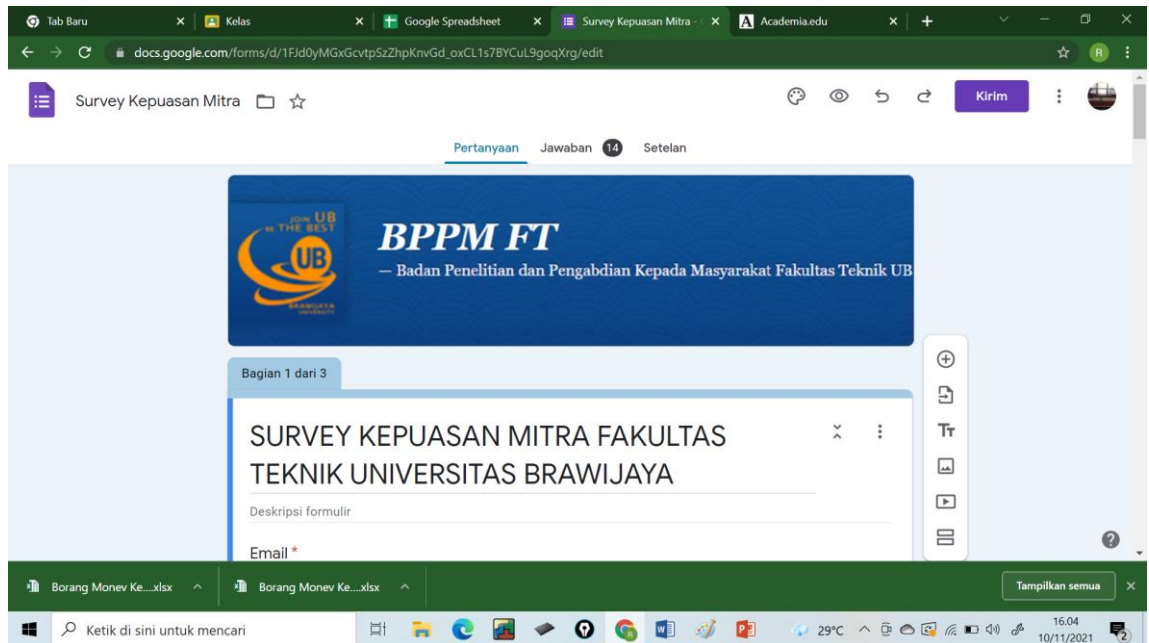 Tab Baru
Kelas
Google Spreadsheet
Survey Kepuasan Mitra -
Academia.edu
docs.google.com/forms/d/1FJd0yMGxGcvtpSzZhpKnvGd_oxCL1s7BYCuL9goqXrg/edit
R
Survey Kepuasan Mitra
Kirim
Pertanyaan Jawaban 14 Setelan
JOIN UB
BE THE BEST
UB
BRAWIJAYA
UNIVERSITY
BPPM FT
— Badan Penelitian dan Pengabdian Kepada Masyarakat Fakultas Teknik UB
Bagian 1 dari 3
SURVEY KEPUASAN MITRA FAKULTAS
TEKNIK UNIVERSITAS BRAWIJAYA
Deskripsi formulir
Email *
Tт
Borang Monev Ke....xlsx
Borang Monev Ke....xlsx
Tampilkan semua
Ketik di sini untuk mencari
29°C
16.04
10/11/2021
2